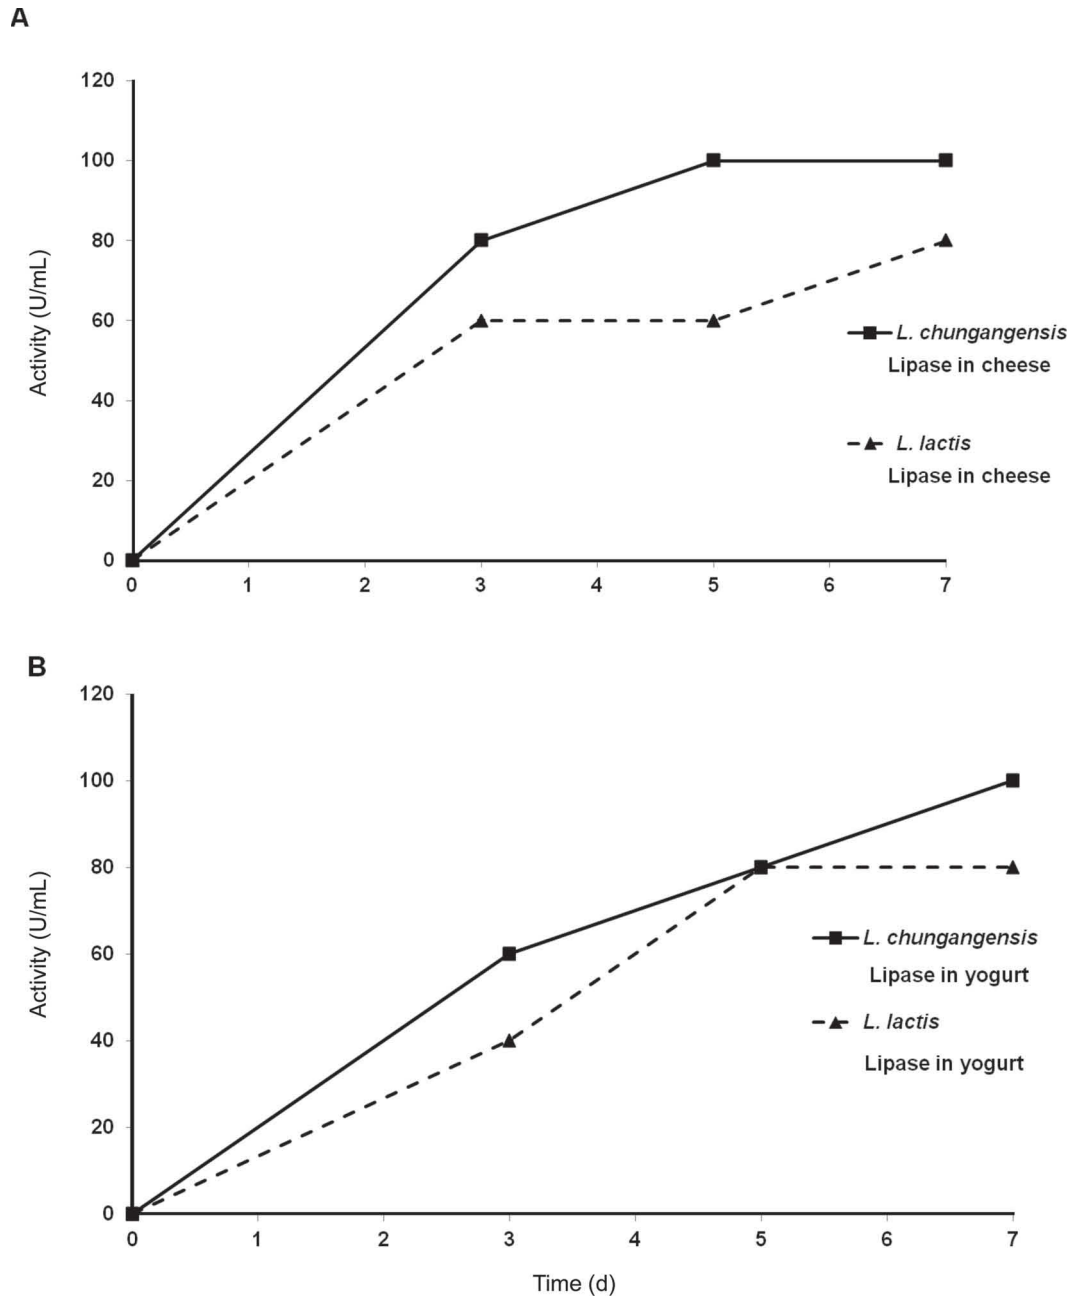 A
120
100
80
60
40
20
0
Activity (U/mL)
0 1 2 3 4 5 6 7
L. chungangensis
Lipase in cheese
L. lactis
Lipase in cheese
B
120
100
80
60
40
20
0
Activity (U/mL)
0 1 2 3 4 5 6 7
Time (d)
L. chungangensis
Lipase in yogurt
L. lactis
Lipase in yogurt